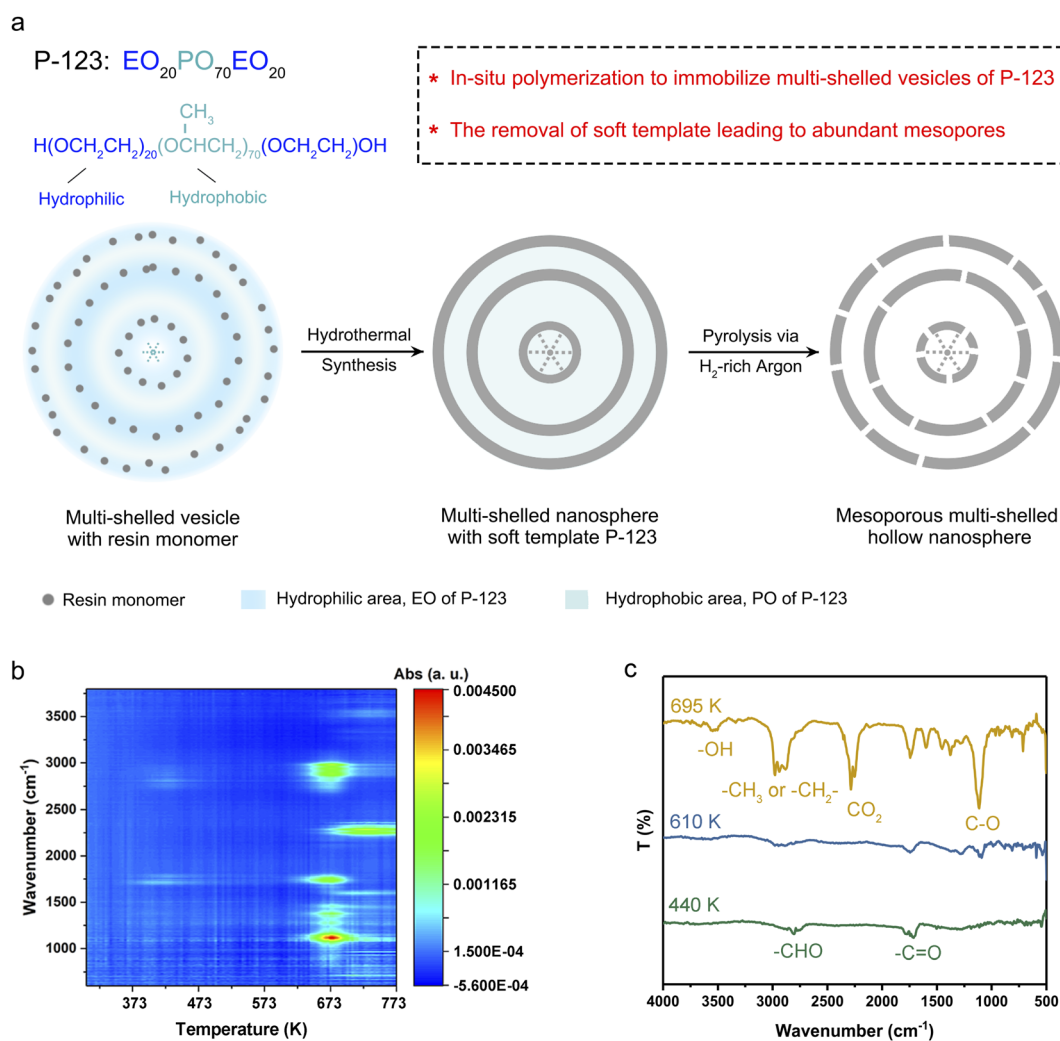 a
P-123: EO₂₀PO₇₀EO₂₀
* In-situ polymerization to immobilize multi-shelled vesicles of P-123
* The removal of soft template leading to abundant mesopores
CH₃
H(OCH₂CH₂)₂₀(OCHCH₂)₇₀(OCH₂CH₂)OH
Hydrophilic
Hydrophobic
Hydrothermal
Synthesis
Pyrolysis via
H₂-rich Argon
Multi-shelled vesicle
with resin monomer
Multi-shelled nanosphere
with soft template P-123
Mesoporous multi-shelled
hollow nanosphere
Resin monomer
Hydrophilic area, EO of P-123
Hydrophobic area, PO of P-123
b
Abs (a. u.)
0.004500
0.003465
0.002315
0.001165
1.500E-04
-5.600E-04
3500
3000
2500
2000
1500
1000
Wavenumber (cm⁻¹)
373 473 573 673 773
Temperature (K)
c
695 K
-OH
-CH₃ or -CH₂-
CO₂
C-O
610 K
440 K
-CHO
-C=O
T (%)
4000 3500 3000 2500 2000 1500 1000 500
Wavenumber (cm⁻¹)